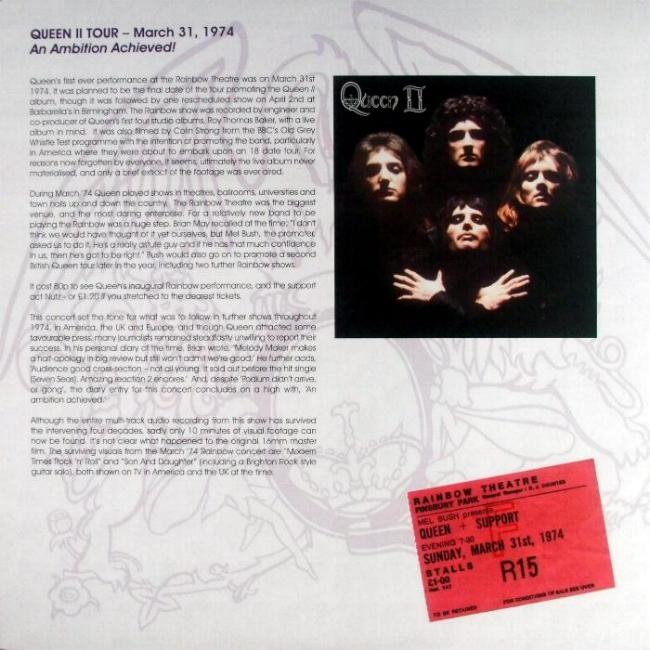 QUEEN II TOUR – March 31, 1974
An Ambition Achieved!
Queen's first ever performance at the Rainbow Theatre was on March 31st
1974. It was planned to be the final date of the tour promoting the Queen II
album, though it was followed by one rescheduled show on April 2nd at
Barbarella's in Birmingham. The Rainbow show was recorded by engineer and
co-producer of Queen's first four studio albums, Roy Thomas Baker, with a live
album in mind. It was also filmed by Colin Strong from the BBC's Old Grey
Whistle Test programme with the intention of promoting the band, particularly
in America where they were about to embark upon an 18 date tour. For
reasons now forgotten by everyone, it seems, ultimately the live album never
materialised, and only a brief extract of the footage was ever aired.
During March '74 Queen played shows in theatres, ballrooms, universities and
town halls up and down the country. The Rainbow Theatre was the biggest
venue, and the most daring enterprise. For a relatively new band to be
playing the Rainbow was a huge step. Brian May recalled at the time; "I don't
think we would have thought of it yet ourselves, but Mel Bush, the promoter,
asked us to do it. He's a really astute guy and if he has that much confidence
in us, then he's got to be right." Bush would also go on to promote a second
British Queen tour later in the year, including two further Rainbow shows.
It cost 80p to see Queen's inaugural Rainbow performance, and the support
act Nutz - or £1.20 if you stretched to the dearest tickets.
This concert set the tone for what was to follow in further shows throughout
1974, in America, the UK and Europe, and though Queen attracted some
favourable press, many journalists remained steadfastly unwilling to report their
success. In his personal diary at the time, Brian wrote: 'Melody Maker makes
a half-apology in big review but still won't admit we're good.' He further adds,
'Audience good cross-section - not all young. It sold out before the hit single
[Seven Seas]. Amazing reaction 2 encores.' And, despite 'Podium didn't arrive,
or gong', the diary entry for this concert concludes on a high with, 'An
ambition achieved.'
Although the entire multi-track audio recording from this show has survived
the intervening four decades, sadly only 10 minutes of visual footage can
now be found. It's not clear what happened to the original 16mm master
film. The surviving visuals from the March '74 Rainbow concert are "Modern
Times Rock 'n' Roll" and "Son And Daughter" (including a Brighton Rock style
guitar solo), both shown on TV in America and the UK at the time.
Queen II
RAINBOW THEATRE
FINSBURY PARK
MEL BUSH presents
QUEEN + SUPPORT
EVENING 7-30
SUNDAY, MARCH 31st, 1974
STALLS
£1-00
R15
TO BE RETAINED
FOR CONDITIONS OF SALE SEE OVER